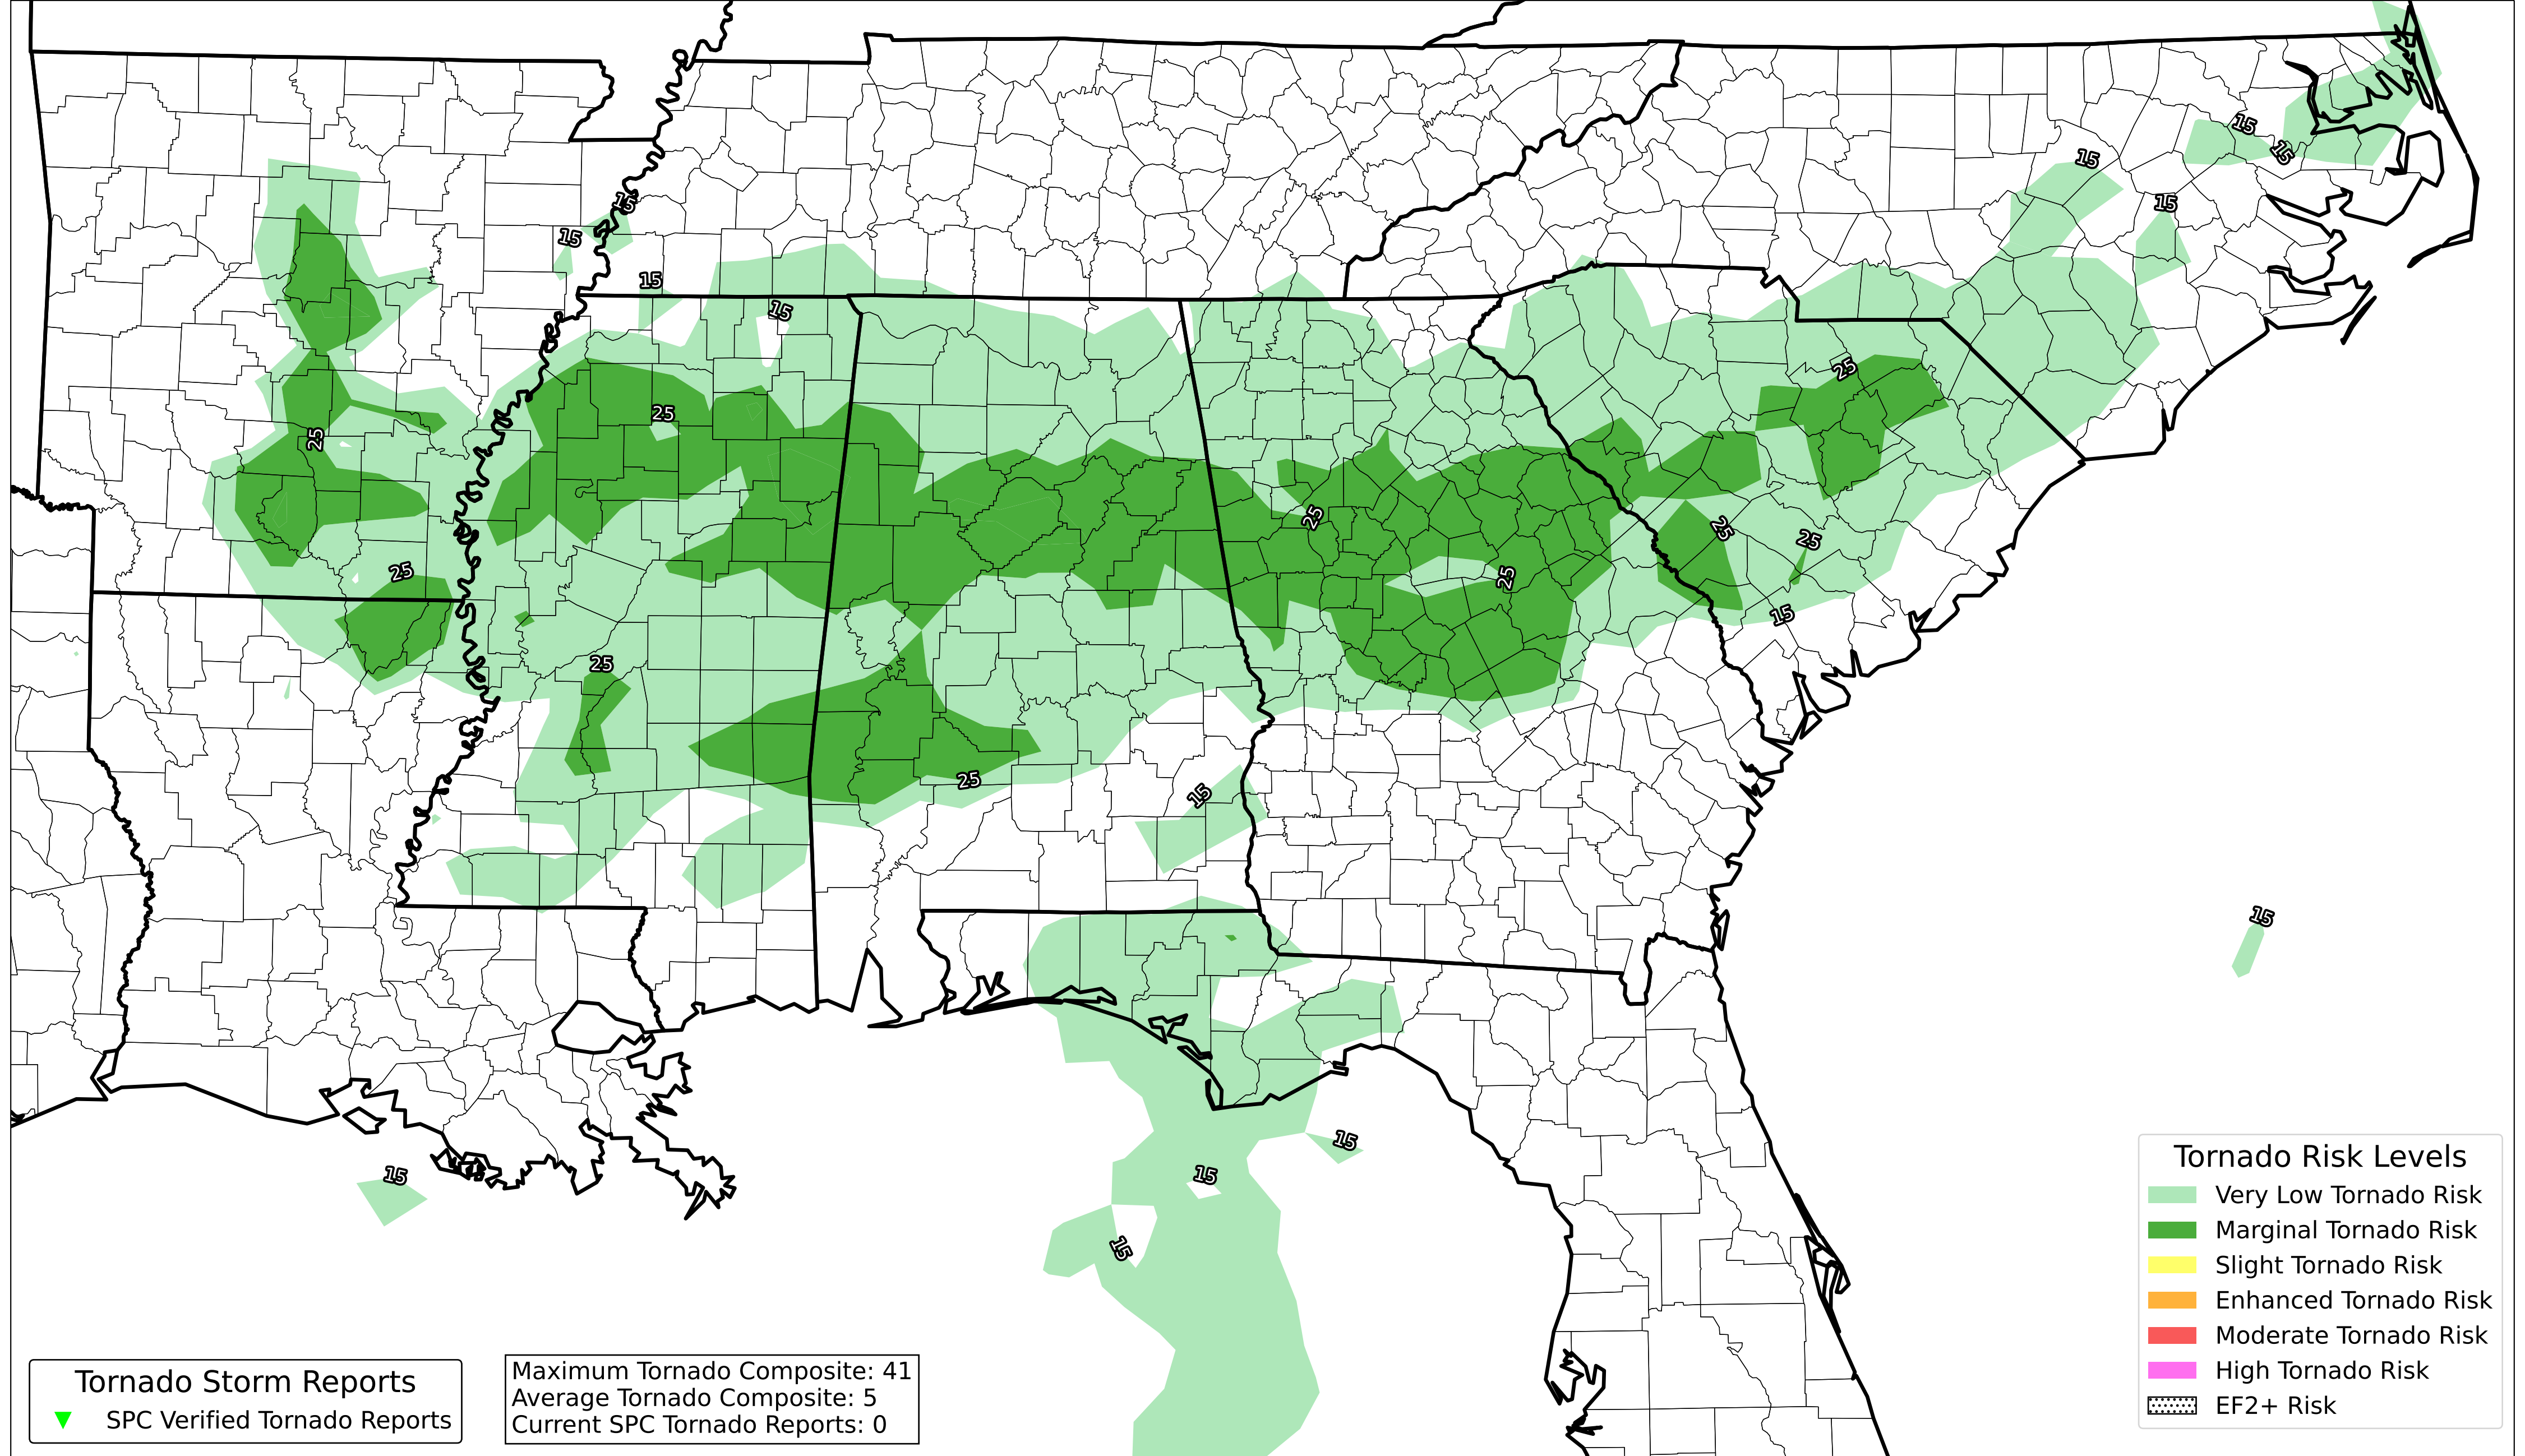 15
15
15
15
15
15
15
15
15
25
25
25
25
25
25
25
25
25
15
25
25
15
15
15
15
15
15
Tornado Risk Levels
Very Low Tornado Risk
Marginal Tornado Risk
Slight Tornado Risk
Enhanced Tornado Risk
Moderate Tornado Risk
High Tornado Risk
EF2+ Risk
Tornado Storm Reports
SPC Verified Tornado Reports
Maximum Tornado Composite: 41
Average Tornado Composite: 5
Current SPC Tornado Reports: 0